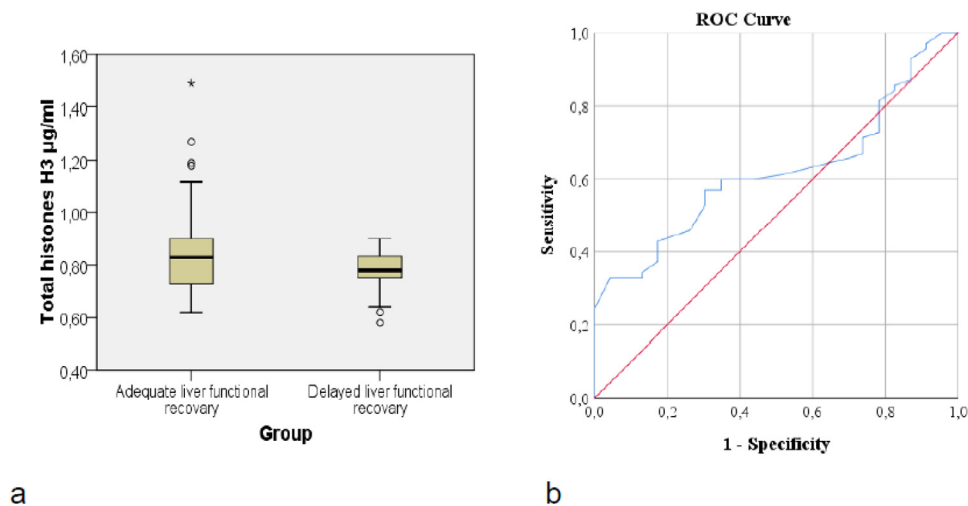 1,60
1,40
1,20
1,00
0,80
0,60
0,40
Total histones H3 µg/ml
Adequate liver functional
recovery
Delayed liver functional
recovery
Group
a
ROC Curve
1,0
0,8
0,6
0,4
0,2
0,0
Sensitivity
0,0 0,2 0,4 0,6 0,8 1,0
1 - Specificity
b